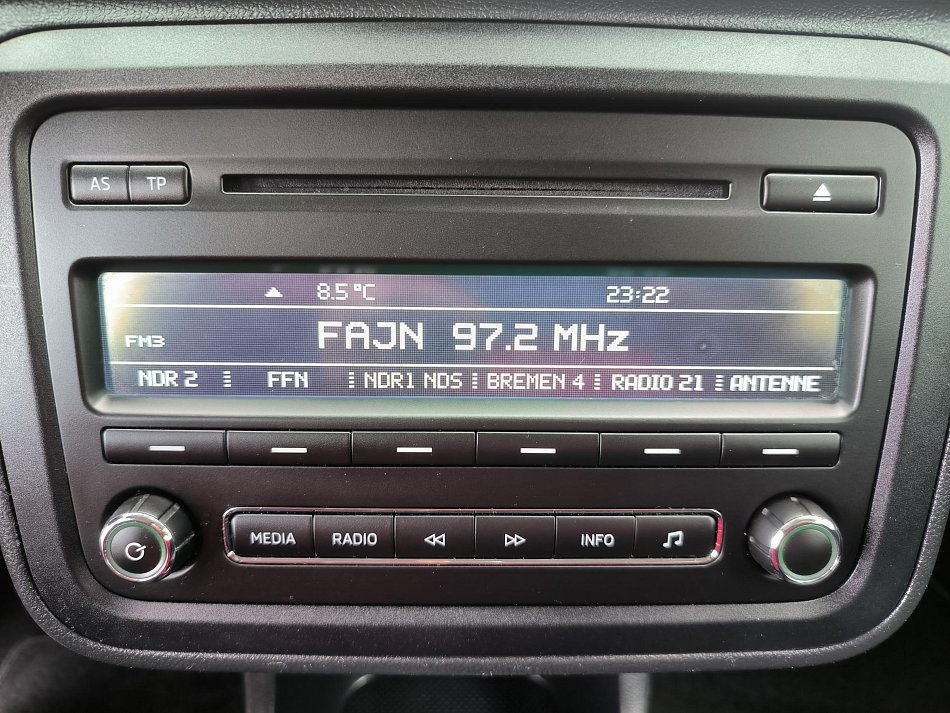 AS TP
8.5°C 23:22
FM3 FAJN 97.2 MHz
NDR 2 FFN NDR1 NDS BREMEN 4 RADIO 21 ANTENNE
MEDIA RADIO INFO